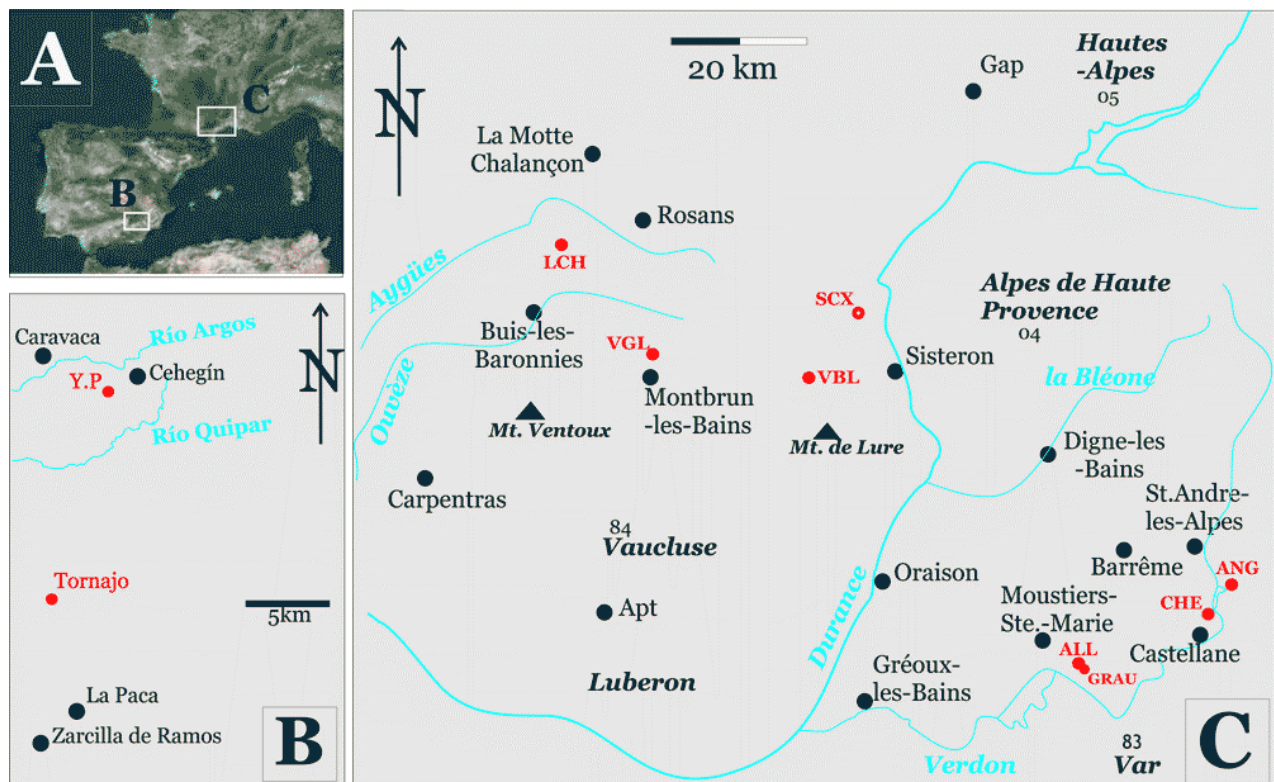 A
C
B
N
Río Argos
Caravaca
Cehegín
Y.P
Río Quipar
Tornajo
5km
La Paca
Zarcilla de Ramos
B
N
20 km
Hautes
-Alpes
05
Gap
La Motte
Chalançon
Rosans
LCH
Aygües
SCX
Alpes de Haute
Provence
04
Buis-les-
Baronnies
VGL
VBL
Sisteron
Montbrun
-les-Bains
Ouvèze
la Bléone
Mt. Ventoux
Mt. de Lure
Digne-les
-Bains
Carpentras
St.Andre-
les-Alpes
84
Vaucluse
Oraison
Barrême
ANG
Apt
Moustiers-
Ste.-Marie
CHE
Durance
Castellane
ALL
GRAU
Luberon
Gréoux-
les-Bains
Verdon
83
Var
C